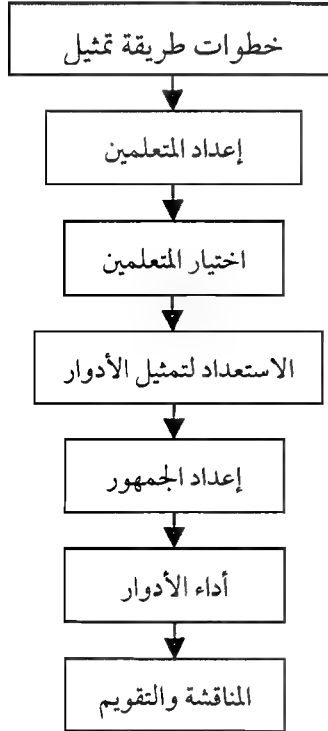 خطوات طريقة تمثيل
إعداد المتعلمين
اختيار المتعلمين
الاستعداد لتمثيل الأدوار
إعداد الجمهور
أداء الأدوار
المناقشة والتقويم